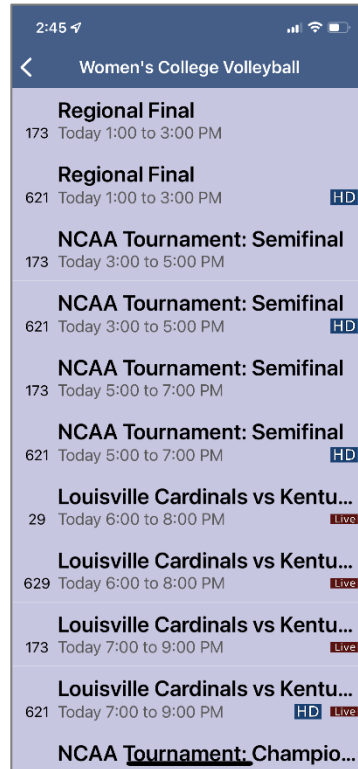 2:45
Women's College Volleyball
Regional Final
173 Today 1:00 to 3:00 PM
Regional Final
621 Today 1:00 to 3:00 PM HD
NCAA Tournament: Semifinal
173 Today 3:00 to 5:00 PM
NCAA Tournament: Semifinal
621 Today 3:00 to 5:00 PM HD
NCAA Tournament: Semifinal
173 Today 5:00 to 7:00 PM
NCAA Tournament: Semifinal
621 Today 5:00 to 7:00 PM HD
Louisville Cardinals vs Kentu...
29 Today 6:00 to 8:00 PM Live
Louisville Cardinals vs Kentu...
629 Today 6:00 to 8:00 PM Live
Louisville Cardinals vs Kentu...
173 Today 7:00 to 9:00 PM Live
Louisville Cardinals vs Kentu...
621 Today 7:00 to 9:00 PM HD Live
NCAA Tournament: Champio...